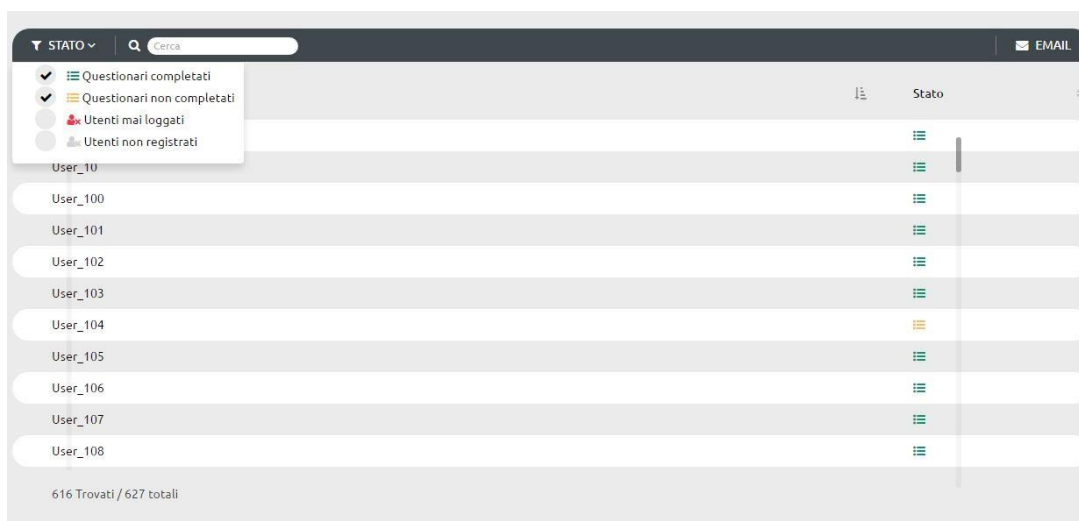 STATO Cerca EMAIL
Questionari completati
Questionari non completati
Utenti mai loggati
Utenti non registrati
Stato
User_10
User_100
User_101
User_102
User_103
User_104
User_105
User_106
User_107
User_108
616 Trovati / 627 totali